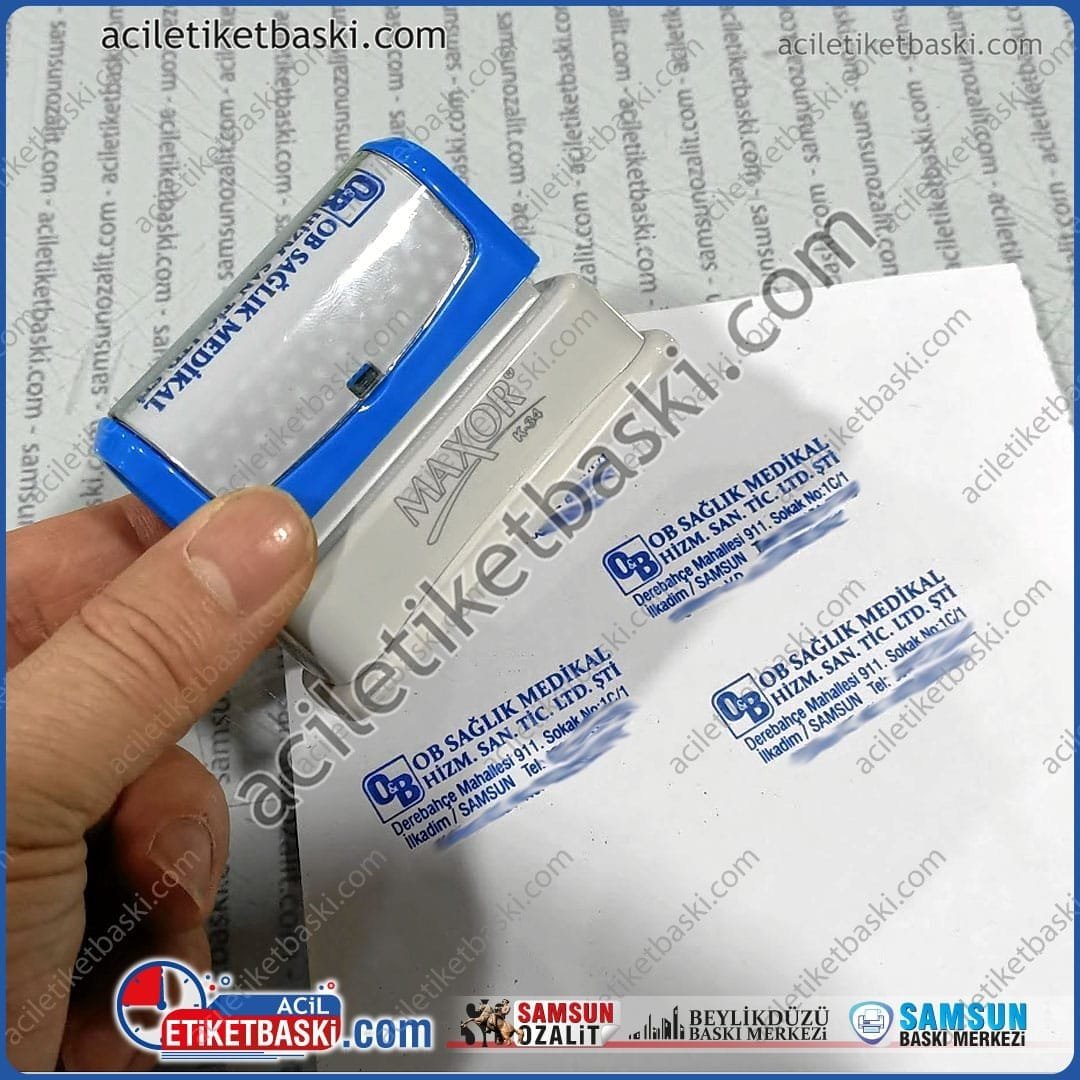 aciletiketbaski.com
aciletiketbaski.com
O&B
OB SAĞLIK MEDİKAL
MAXOR®
K-34
aciletiketbaski.com
O&B
OB SAĞLIK MEDİKAL
HİZM. SAN. TİC. LTD. ŞTİ
Derebahçe Mahallesi 911. Sokak No:1C/1
İlkadım / SAMSUN
O&B
OB SAĞLIK MEDİKAL
HİZM. SAN. TİC. LTD. ŞTİ
Derebahçe Mahallesi 911. Sokak No:1C/1
İlkadım / SAMSUN Tel:
O&B
OB SAĞLIK MEDİKAL
HİZM. SAN. TİC. LTD. ŞTİ
Derebahçe Mahallesi 911. Sokak No:1C/1
İlkadım / SAMSUN Tel:
ACİL
ETİKETBASKi.com
SAMSUN
OZALİT
BEYLİKDÜZÜ
BASKI MERKEZİ
SAMSUN
BASKI MERKEZİ